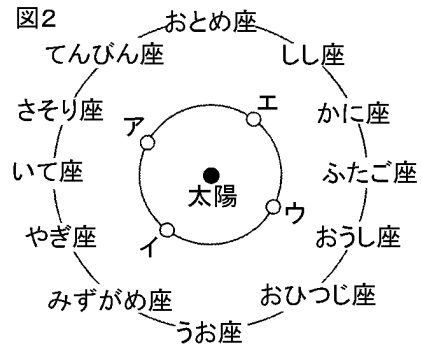 図2
おとめ座
てんびん座
しし座
さそり座
ア
エ
かに座
いて座
太陽
ふたご座
やぎ座
イ
ウ
おうし座
みずがめ座
おひつじ座
うお座